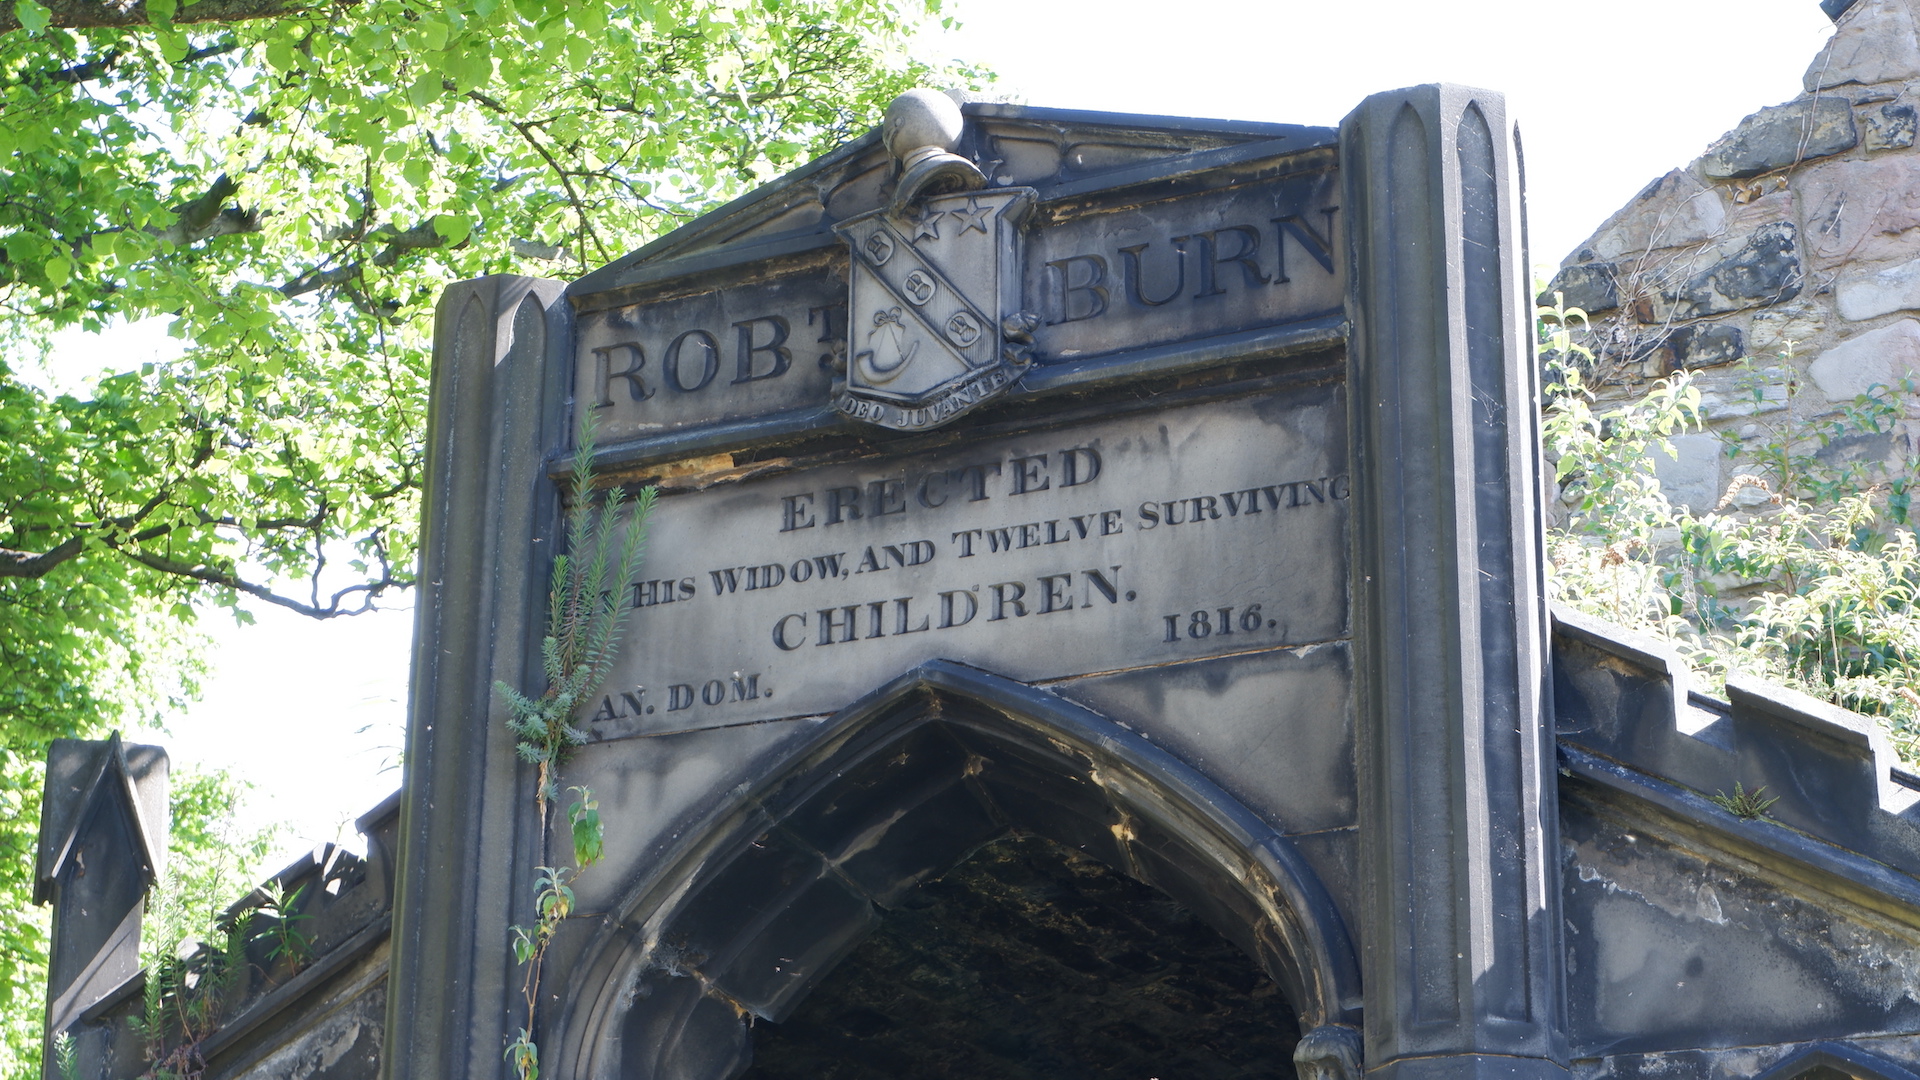 ROBT BURN
DEO JUVANTE
ERECTED
HIS WIDOW, AND TWELVE SURVIVING
CHILDREN.
AN. DOM. 1816.